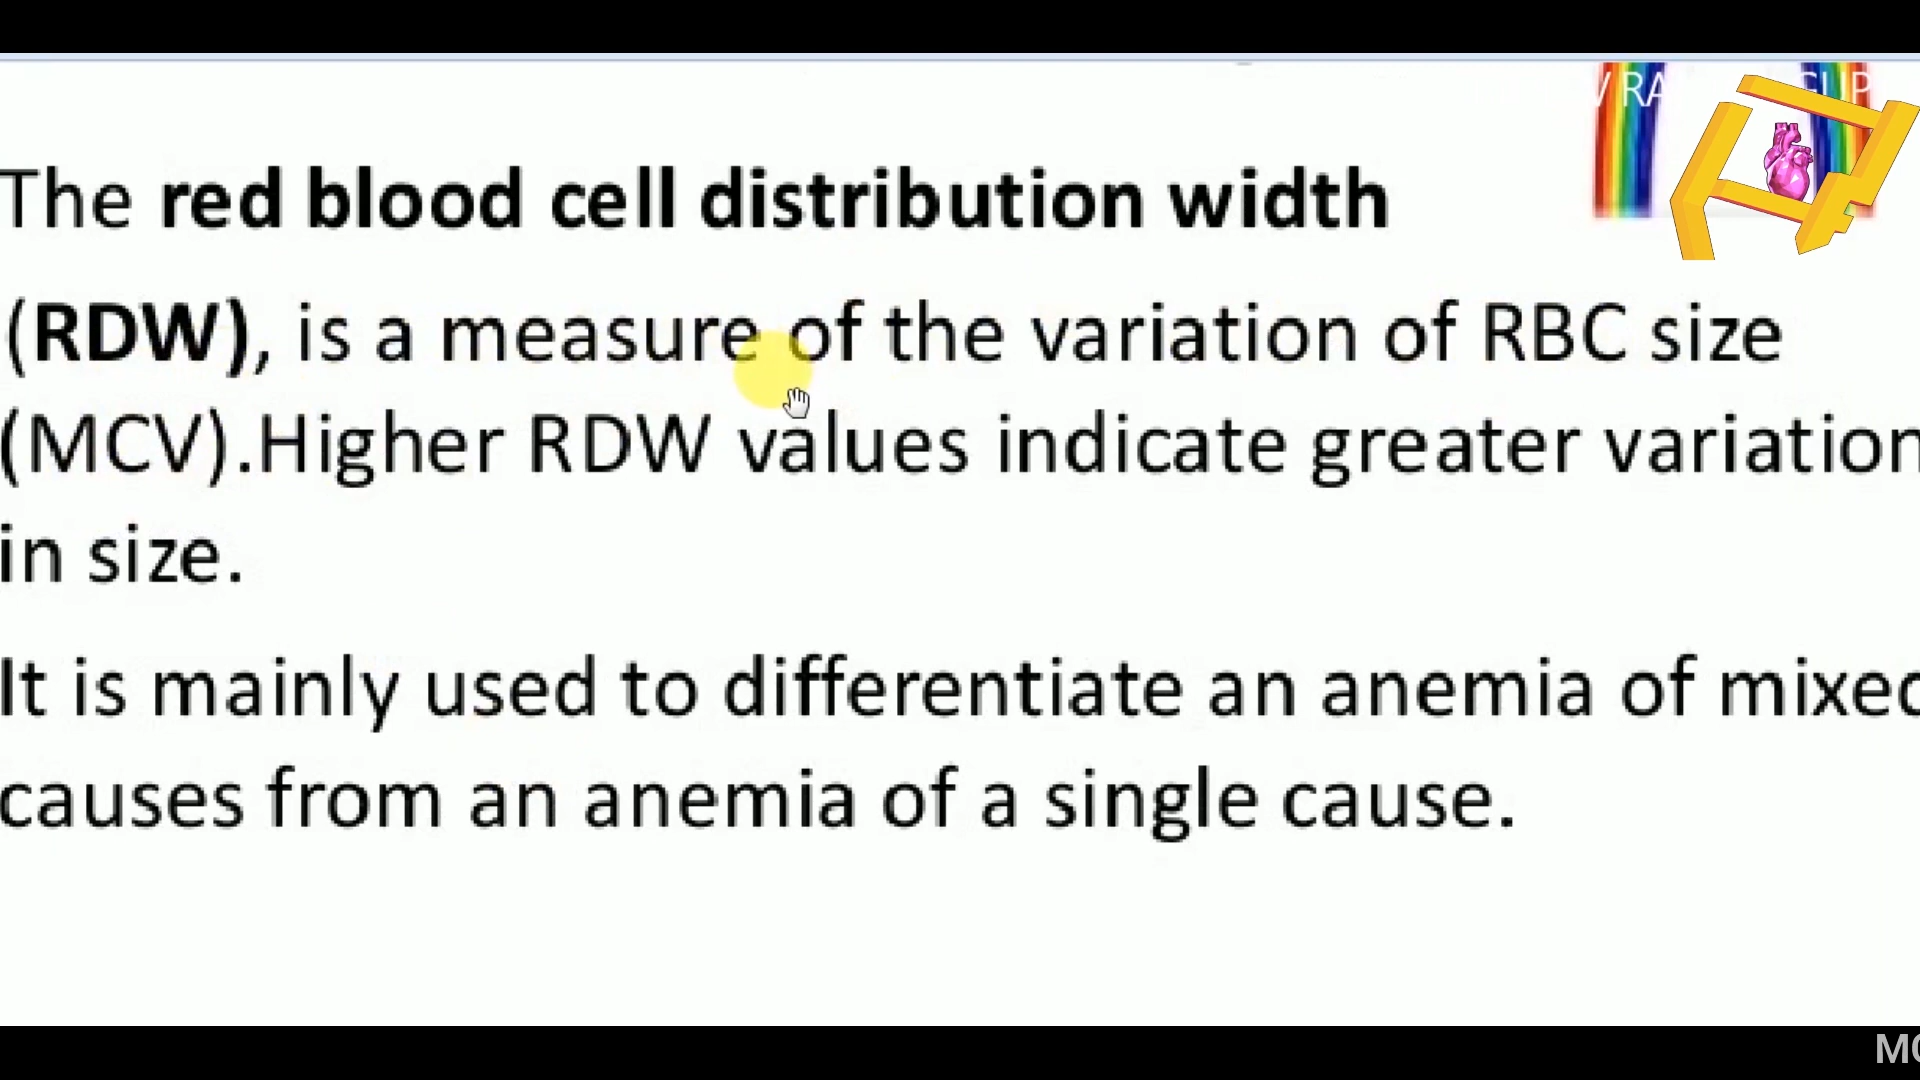 The red blood cell distribution width
(RDW), is a measure of the variation of RBC size
(MCV).Higher RDW values indicate greater variation
in size.
It is mainly used to differentiate an anemia of mixed
causes from an anemia of a single cause.